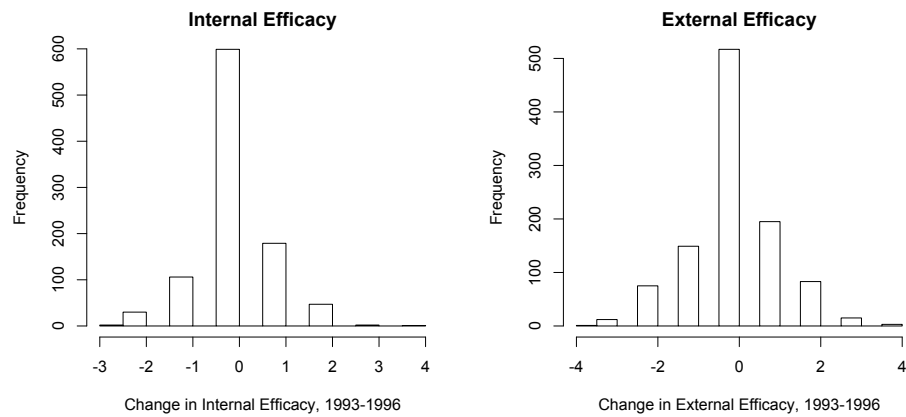 Internal Efficacy
Frequency
600
500
400
300
200
100
0
-3 -2 -1 0 1 2 3 4
Change in Internal Efficacy, 1993-1996
External Efficacy
Frequency
500
400
300
200
100
0
-4 -2 0 2 4
Change in External Efficacy, 1993-1996